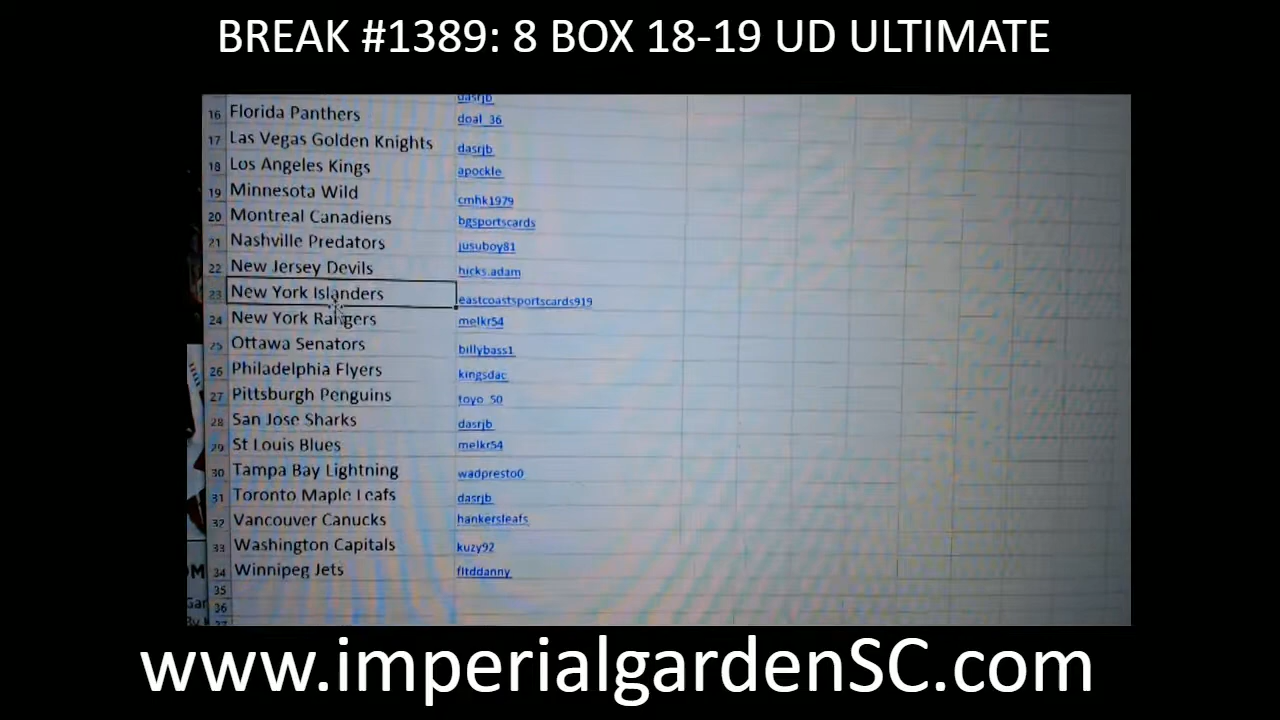 BREAK #1389: 8 BOX 18-19 UD ULTIMATE
dasrjb
16 Florida Panthers doal_36
17 Las Vegas Golden Knights dasrjb
18 Los Angeles Kings apockle
19 Minnesota Wild cmhk1979
20 Montreal Canadiens bgsportscards
21 Nashville Predators jusuboy81
22 New Jersey Devils hicks.adam
23 New York Islanders eastcoastsportscards919
24 New York Rangers melkr54
25 Ottawa Senators billybass1
26 Philadelphia Flyers kingsdac
27 Pittsburgh Penguins toyo_50
28 San Jose Sharks dasrjb
29 St Louis Blues melkr54
30 Tampa Bay Lightning wadpresto0
31 Toronto Maple Leafs dasrjb
32 Vancouver Canucks hankersleafs
33 Washington Capitals kuzy92
34 Winnipeg Jets fltddanny
35
36
www.imperialgardenSC.com